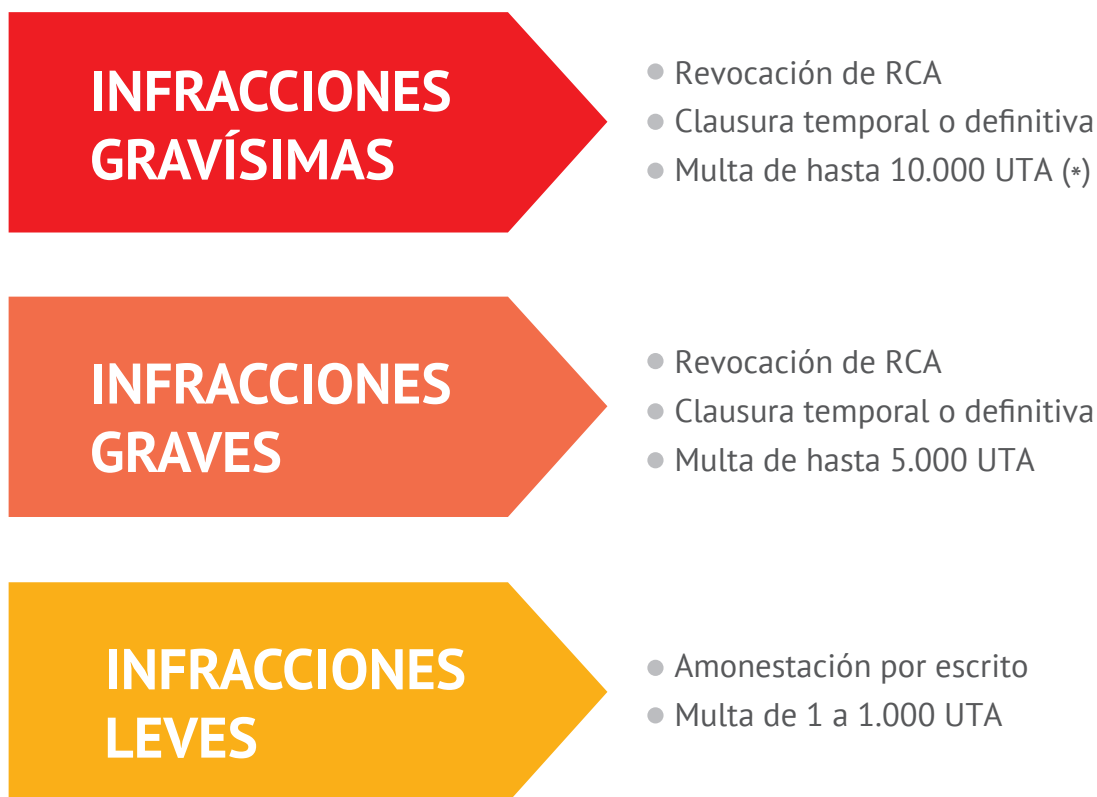 INFRACCIONES
GRAVÍSIMAS
Revocación de RCA
Clausura temporal o definitiva
Multa de hasta 10.000 UTA (*)
INFRACCIONES
GRAVES
Revocación de RCA
Clausura temporal o definitiva
Multa de hasta 5.000 UTA
INFRACCIONES
LEVES
Amonestación por escrito
Multa de 1 a 1.000 UTA